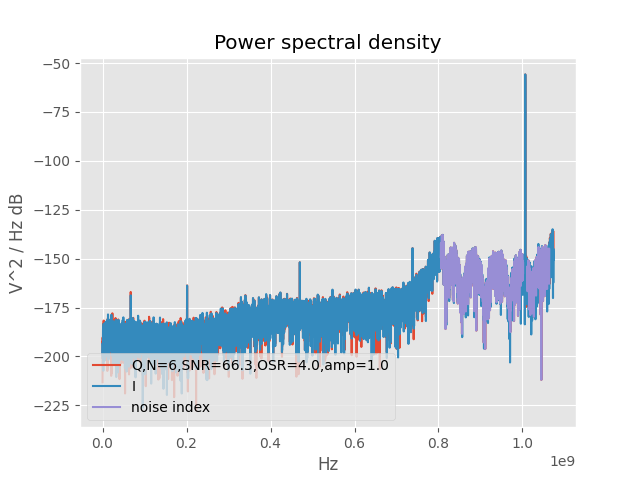 Power spectral density
−50
−75
−100
−125
−150
−175
−200
−225
V^2 / Hz dB
Q,N=6,SNR=66.3,OSR=4.0,amp=1.0
I
noise index
0.0 0.2 0.4 0.6 0.8 1.0
1e9
Hz